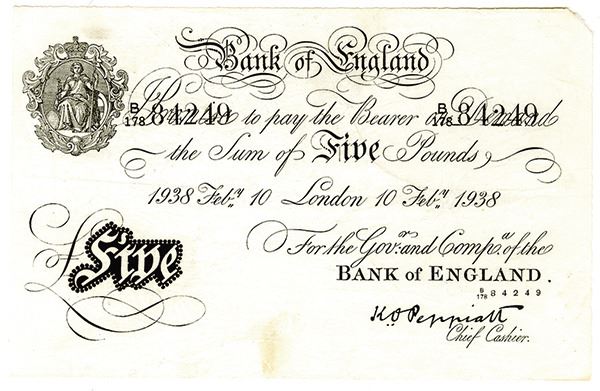 Bank of England
B/178 84249 B/178 84249
I Promise to pay the Bearer on Demand
the Sum of Five Pounds
1938 Feby 10 London 10 Feby 1938
For the Govr. and Compa. of the
BANK of ENGLAND.
B/178 84249
£ Five
K O Peppiatt
Chief Cashier.